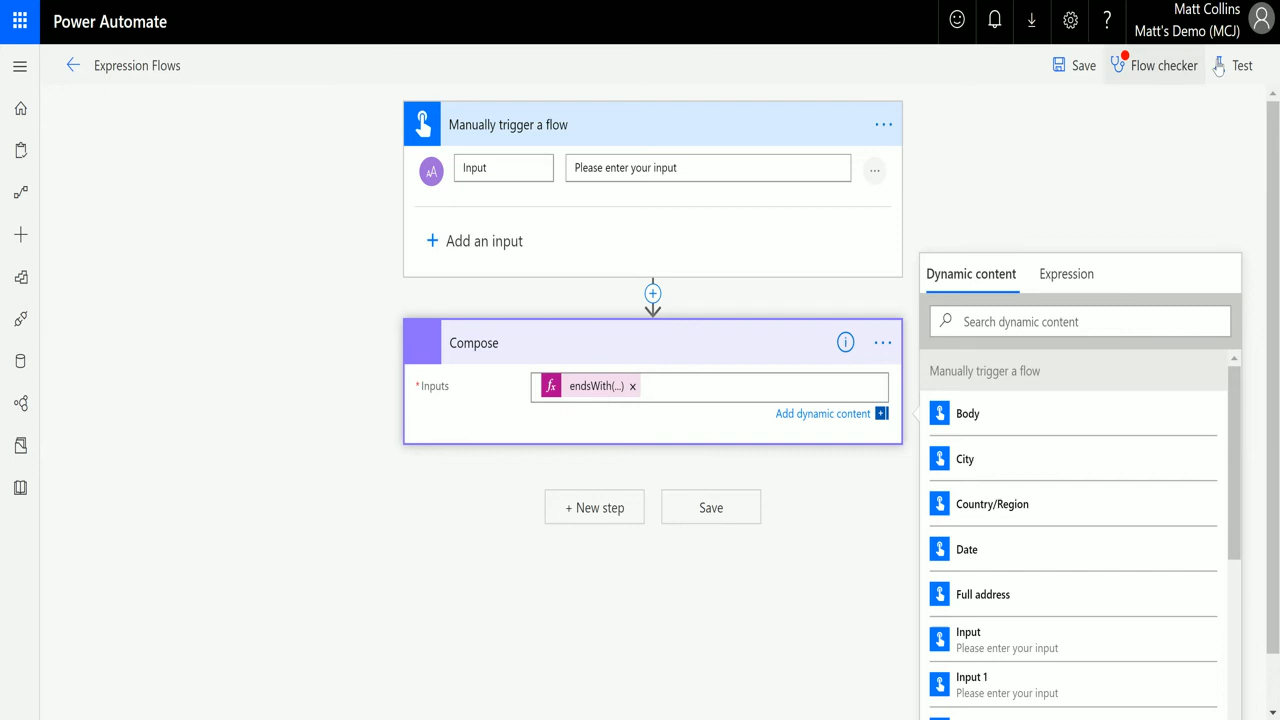 Power Automate
?
Matt Collins
Matt's Demo (MCJ)
Expression Flows
Save
Flow checker
Test
Manually trigger a flow
...
AA
Input
Please enter your input
...
+ Add an input
+
Compose
i
...
* Inputs
fx endsWith(...) x
Add dynamic content +
+ New step
Save
Dynamic content
Expression
Search dynamic content
Manually trigger a flow
Body
City
Country/Region
Date
Full address
Input
Please enter your input
Input 1
Please enter your input